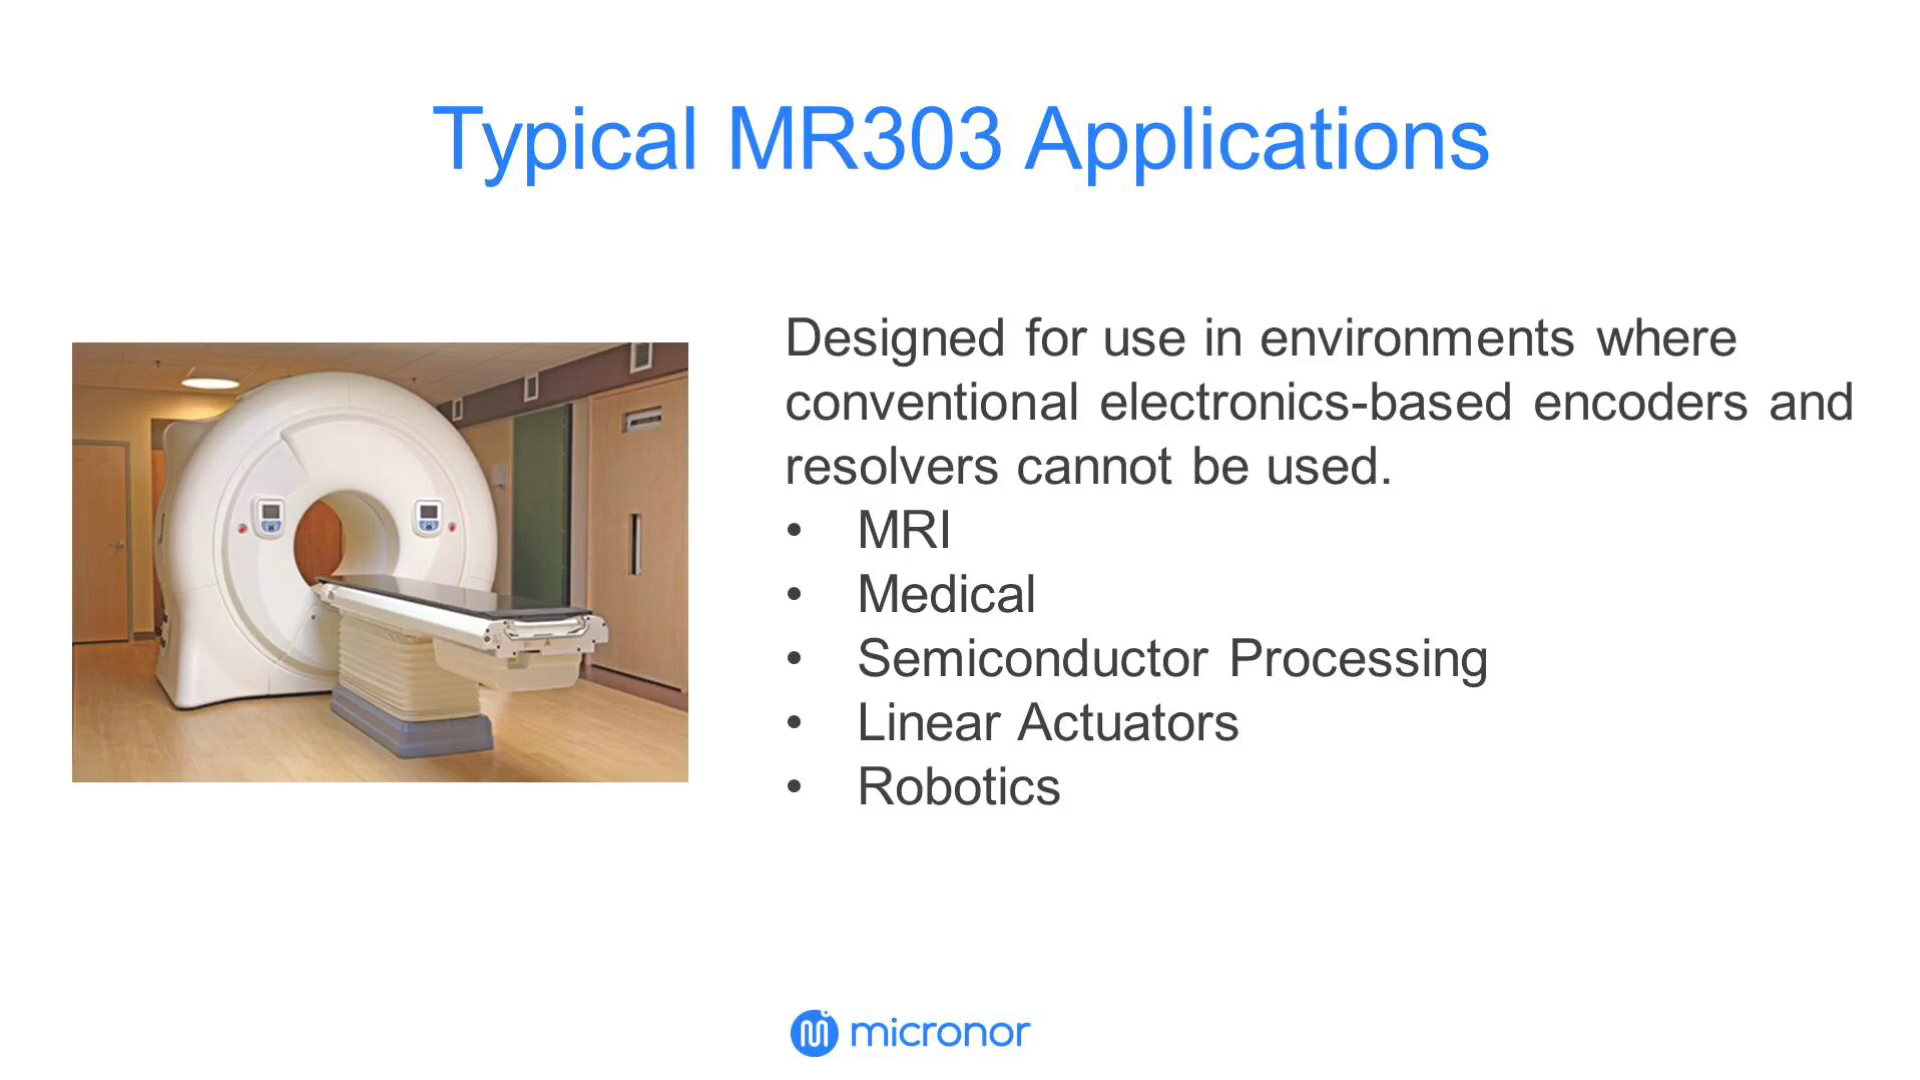 Typical MR303 Applications
Designed for use in environments where
conventional electronics-based encoders and
resolvers cannot be used.
• MRI
• Medical
• Semiconductor Processing
• Linear Actuators
• Robotics
micronor